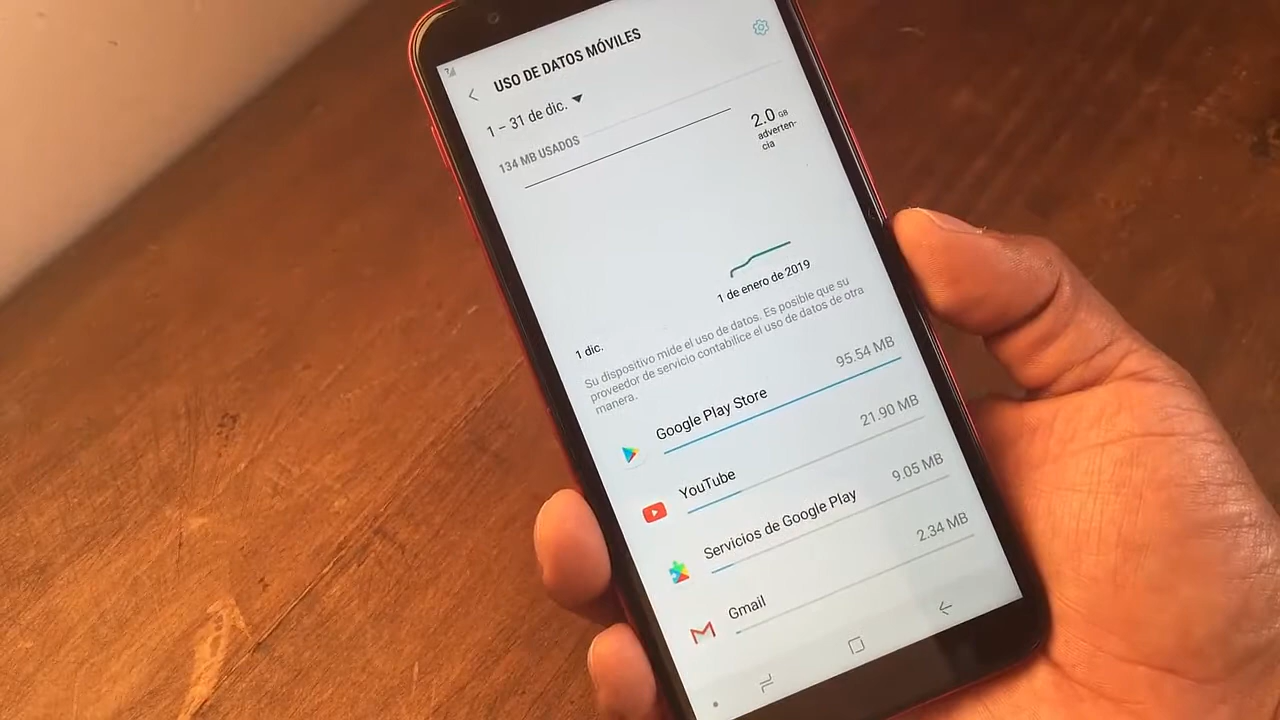 USO DE DATOS MÓVILES
1 – 31 de dic.
134 MB USADOS
2.0 GB
adverten-
cia
1 dic.
1 de enero de 2019
Su dispositivo mide el uso de datos. Es posible que su
proveedor de servicio contabilice el uso de datos de otra
manera.
Google Play Store
95.54 MB
YouTube
21.90 MB
Servicios de Google Play
9.05 MB
Gmail
2.34 MB